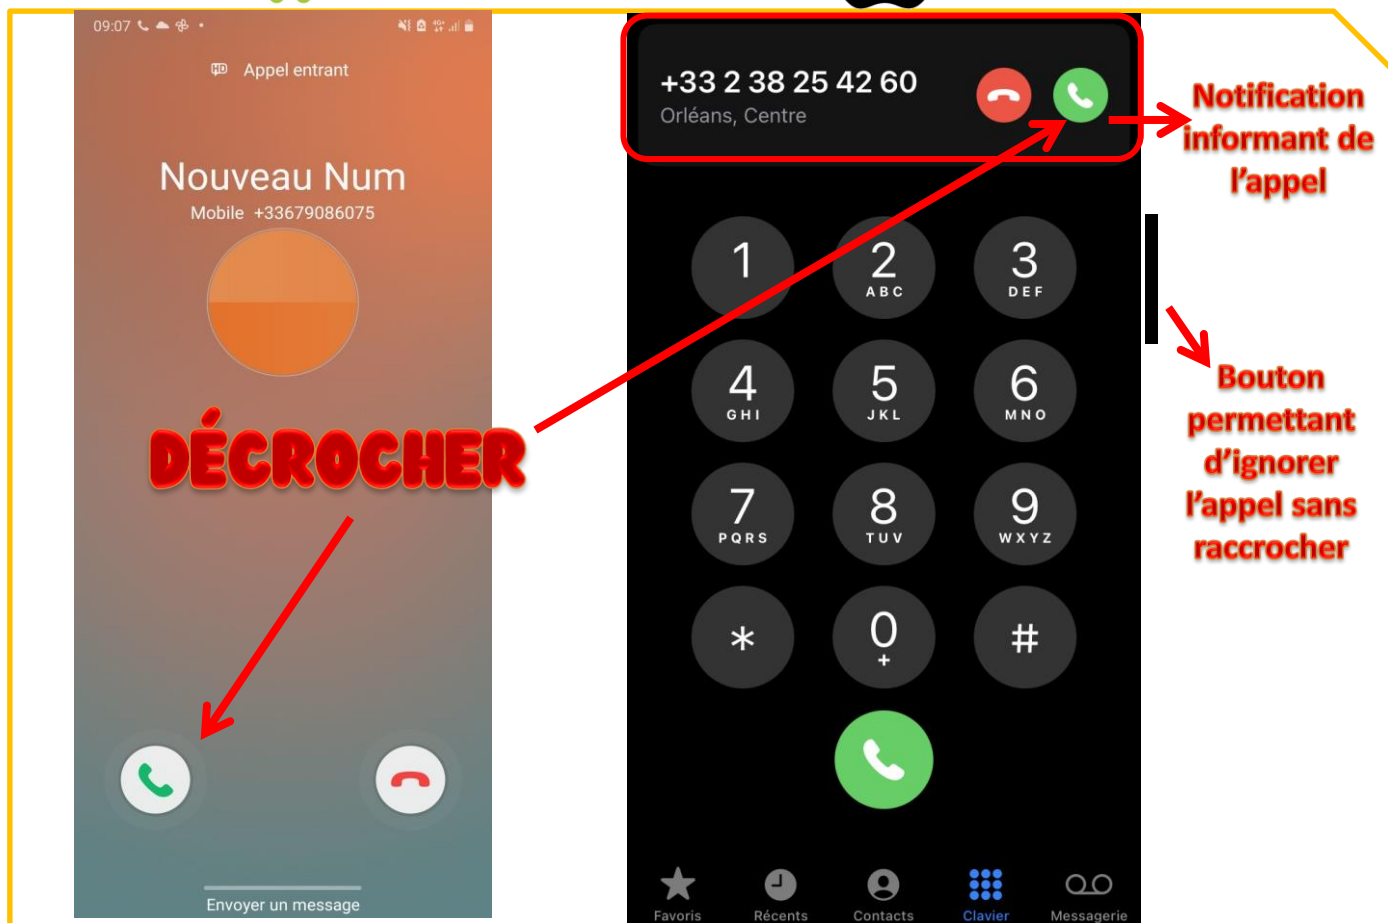 09:07
Appel entrant
Nouveau Num
Mobile +33679086075
DÉCROCHER
Envoyer un message
+33 2 38 25 42 60
Orléans, Centre
1
2
ABC
3
DEF
4
GHI
5
JKL
6
MNO
7
PQRS
8
TUV
9
WXYZ
*
0
+
#
Favoris
Récents
Contacts
Clavier
Messagerie
Notification
informant de
l'appel
Bouton
permettant
d'ignorer
l'appel sans
raccrocher